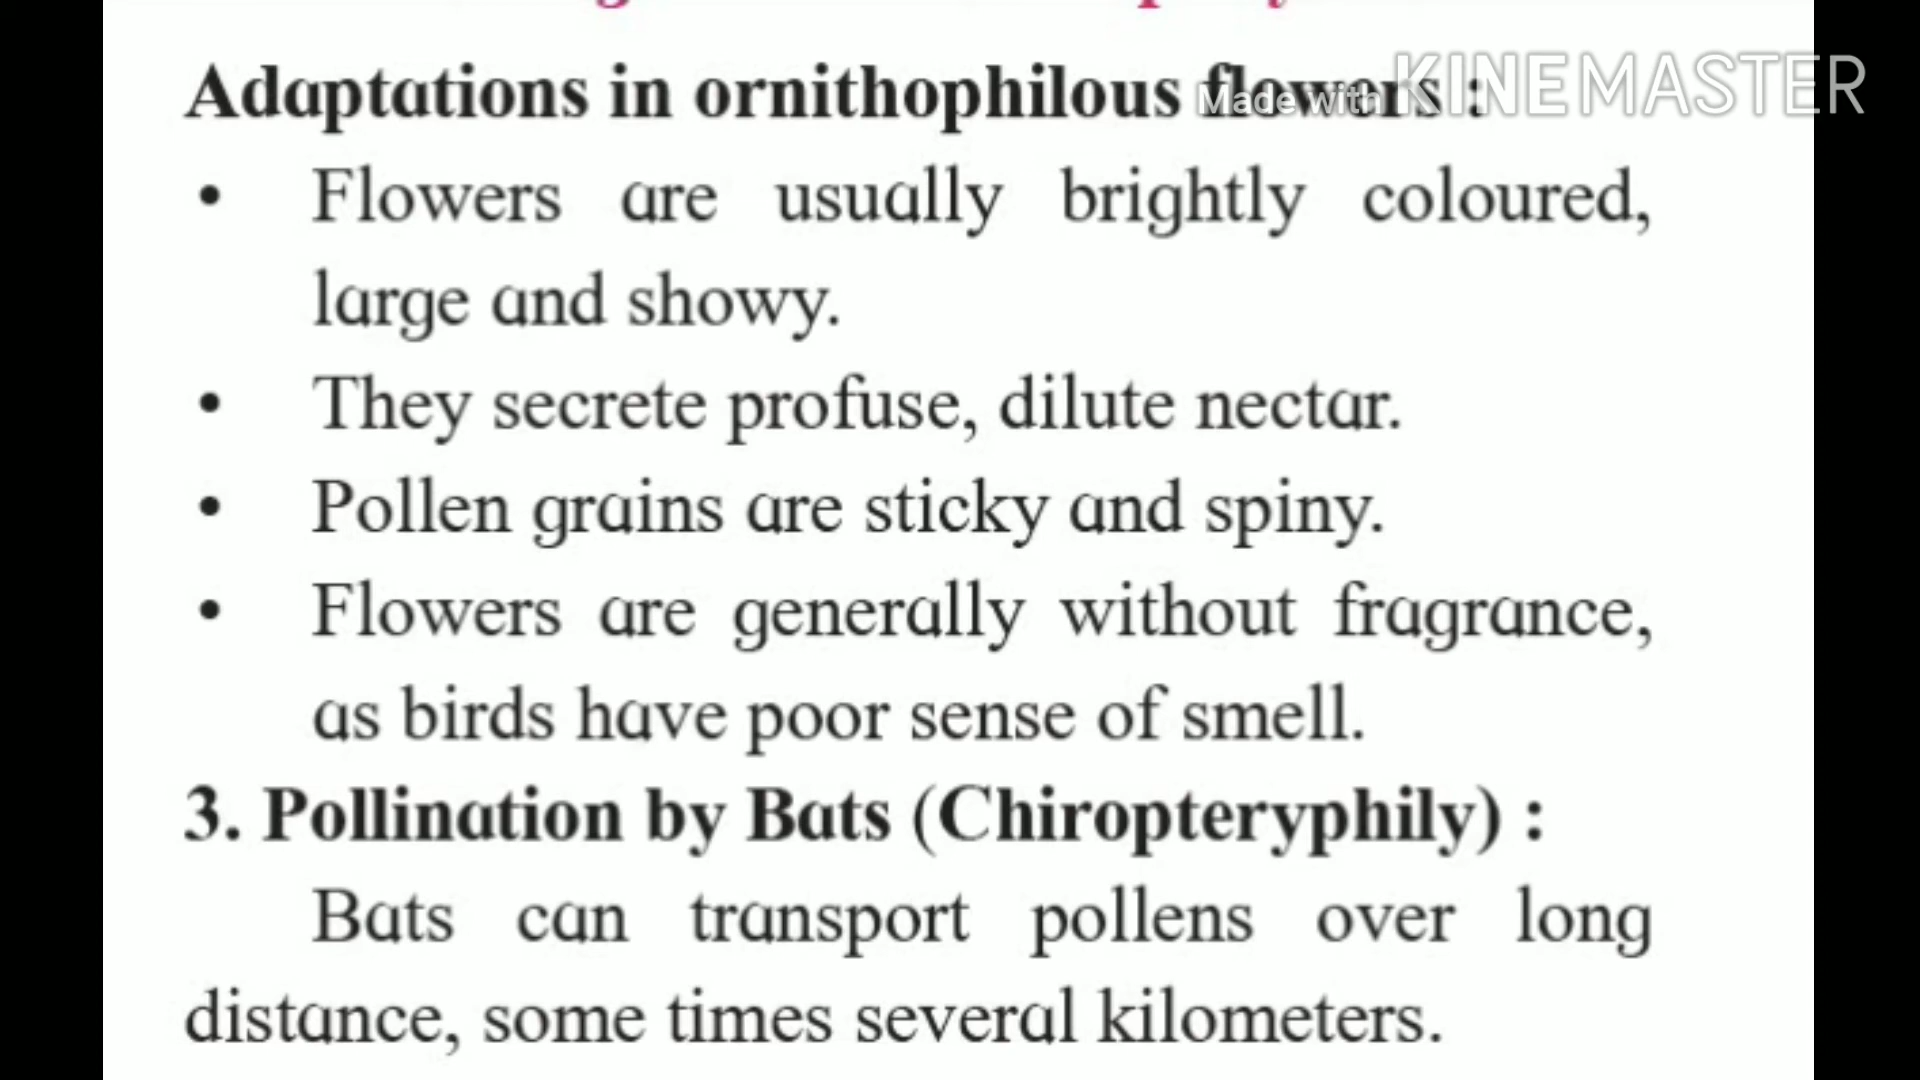 Adaptations in ornithophilous flowers :
Made with KINEMASTER
• Flowers are usually brightly coloured,
large and showy.
• They secrete profuse, dilute nectar.
• Pollen grains are sticky and spiny.
• Flowers are generally without fragrance,
as birds have poor sense of smell.
3. Pollination by Bats (Chiropteryphily) :
Bats can transport pollens over long
distance, some times several kilometers.